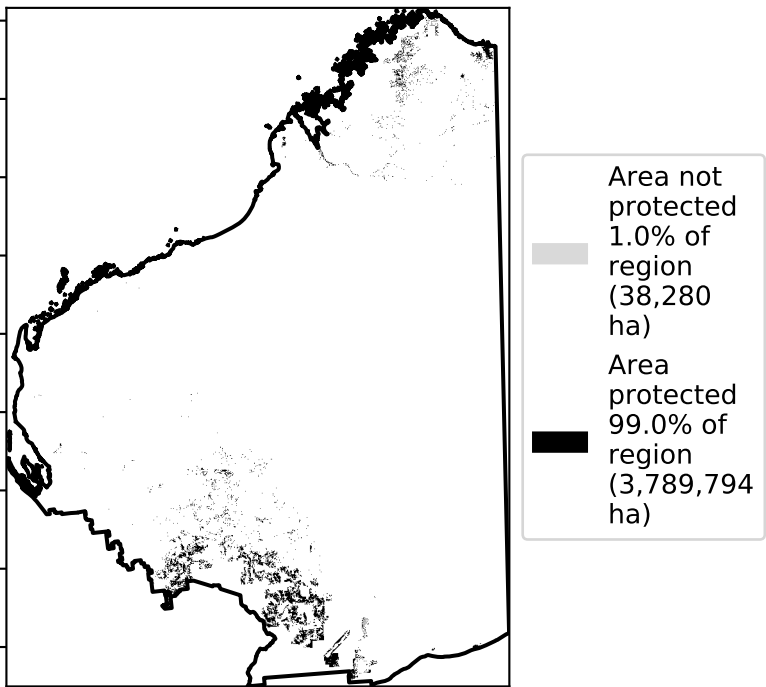 Area not
protected
1.0% of
region
(38,280
ha)
Area
protected
99.0% of
region
(3,789,794
ha)